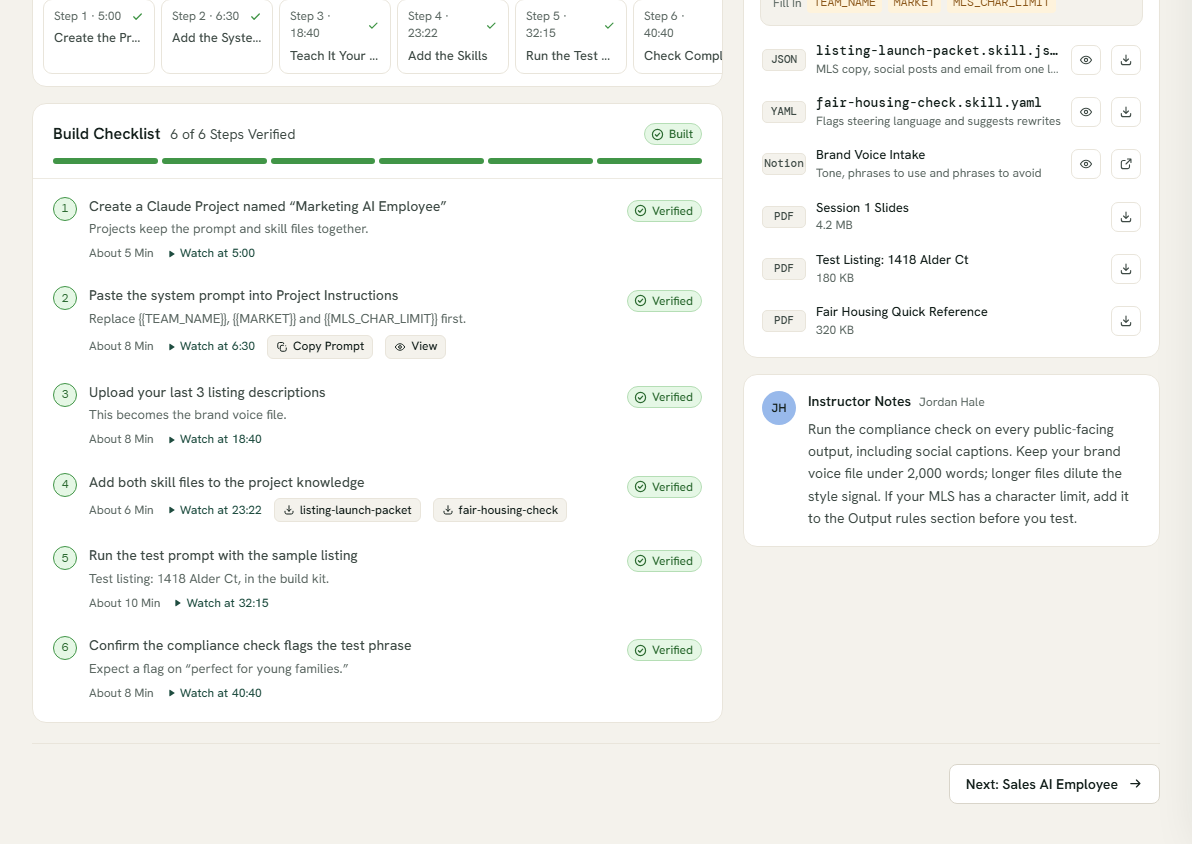 Step 1 · 5:00
Create the Pr...
Step 2 · 6:30
Add the Syste...
Step 3 ·
18:40
Teach It Your ...
Step 4 ·
23:22
Add the Skills
Step 5 ·
32:15
Run the Test ...
Step 6 ·
40:40
Check Compl
Build Checklist 6 of 6 Steps Verified
Built
1
Create a Claude Project named “Marketing AI Employee”
Verified
Projects keep the prompt and skill files together.
About 5 Min Watch at 5:00
2
Paste the system prompt into Project Instructions
Verified
Replace {{TEAM_NAME}}, {{MARKET}} and {{MLS_CHAR_LIMIT}} first.
About 8 Min Watch at 6:30 Copy Prompt View
3
Upload your last 3 listing descriptions
Verified
This becomes the brand voice file.
About 8 Min Watch at 18:40
4
Add both skill files to the project knowledge
Verified
About 6 Min Watch at 23:22 listing-launch-packet fair-housing-check
5
Run the test prompt with the sample listing
Verified
Test listing: 1418 Alder Ct, in the build kit.
About 10 Min Watch at 32:15
6
Confirm the compliance check flags the test phrase
Verified
Expect a flag on “perfect for young families.”
About 8 Min Watch at 40:40
Fill In TEAM_NAME MARKET MLS_CHAR_LIMIT
JSON
listing-launch-packet.skill.js…
MLS copy, social posts and email from one l...
YAML
fair-housing-check.skill.yaml
Flags steering language and suggests rewrites
Notion
Brand Voice Intake
Tone, phrases to use and phrases to avoid
PDF
Session 1 Slides
4.2 MB
PDF
Test Listing: 1418 Alder Ct
180 KB
PDF
Fair Housing Quick Reference
320 KB
JH
Instructor Notes Jordan Hale
Run the compliance check on every public-facing
output, including social captions. Keep your brand
voice file under 2,000 words; longer files dilute the
style signal. If your MLS has a character limit, add it
to the Output rules section before you test.
Next: Sales AI Employee